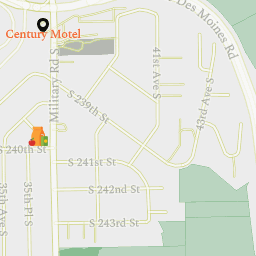 Des Moines Rd
Century Motel
Military Rd S
41st Ave S
S 239th St
43rd Ave S
S 240th St
S 241st St
35th Ave S
35th Pl S
S 242nd St
S 243rd St